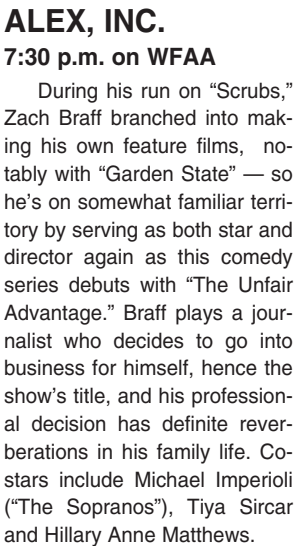 ALEX, INC.
7:30 p.m. on WFAA
During his run on “Scrubs,”
Zach Braff branched into mak-
ing his own feature films, no-
tably with “Garden State” — so
he’s on somewhat familiar terri-
tory by serving as both star and
director again as this comedy
series debuts with “The Unfair
Advantage.” Braff plays a jour-
nalist who decides to go into
business for himself, hence the
show’s title, and his profession-
al decision has definite rever-
berations in his family life. Co-
stars include Michael Imperioli
(“The Sopranos”), Tiya Sircar
and Hillary Anne Matthews.